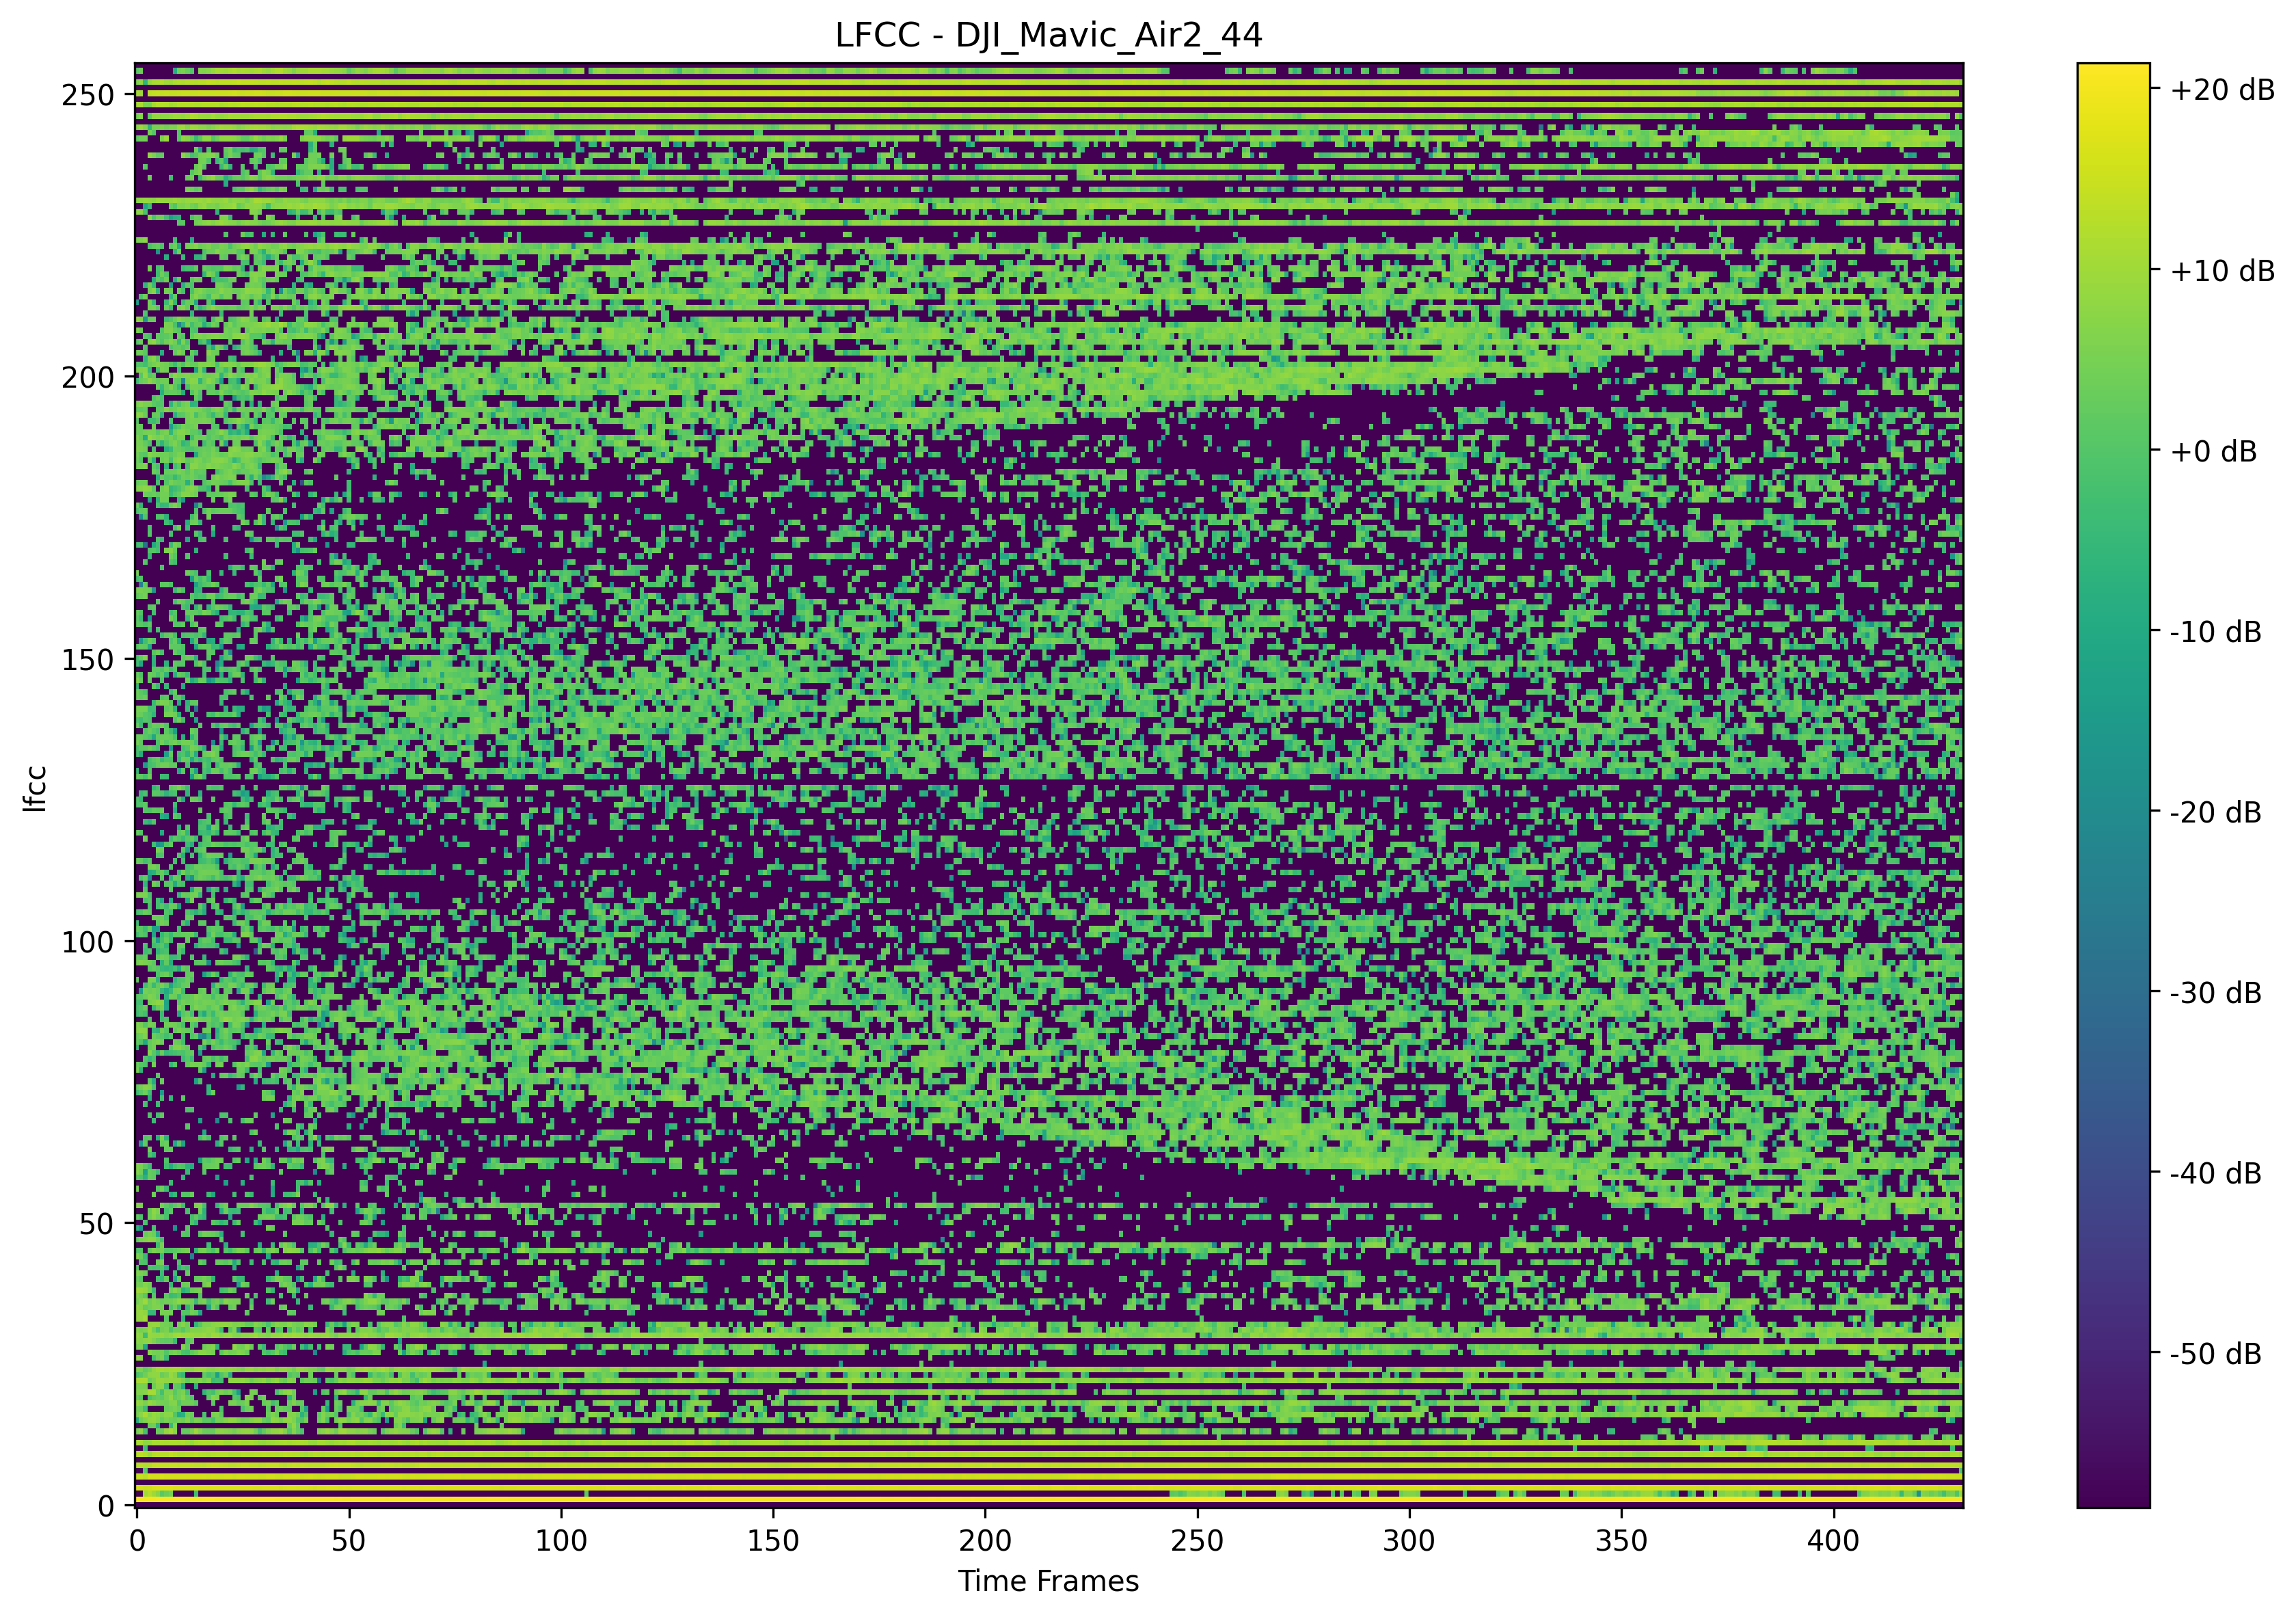 LFCC - DJI_Mavic_Air2_44
lfcc
250
200
150
100
50
0
0 50 100 150 200 250 300 350 400
Time Frames
+20 dB
+10 dB
+0 dB
-10 dB
-20 dB
-30 dB
-40 dB
-50 dB